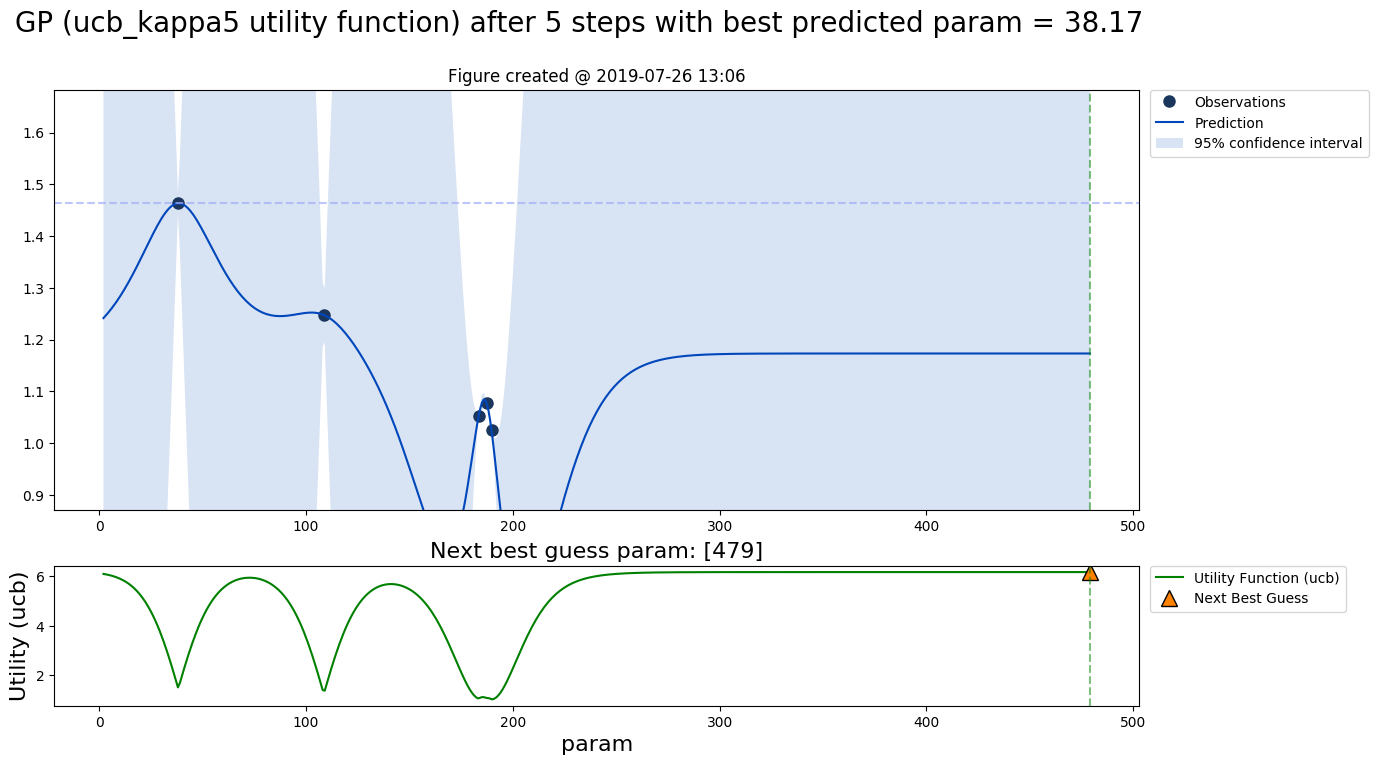 GP (ucb_kappa5 utility function) after 5 steps with best predicted param = 38.17
Figure created @ 2019-07-26 13:06
1.6
1.5
1.4
1.3
1.2
1.1
1.0
0.9
0 100 200 300 400 500
Observations
Prediction
95% confidence interval
Next best guess param: [479]
Utility (ucb)
6
4
2
0 100 200 300 400 500
param
Utility Function (ucb)
Next Best Guess